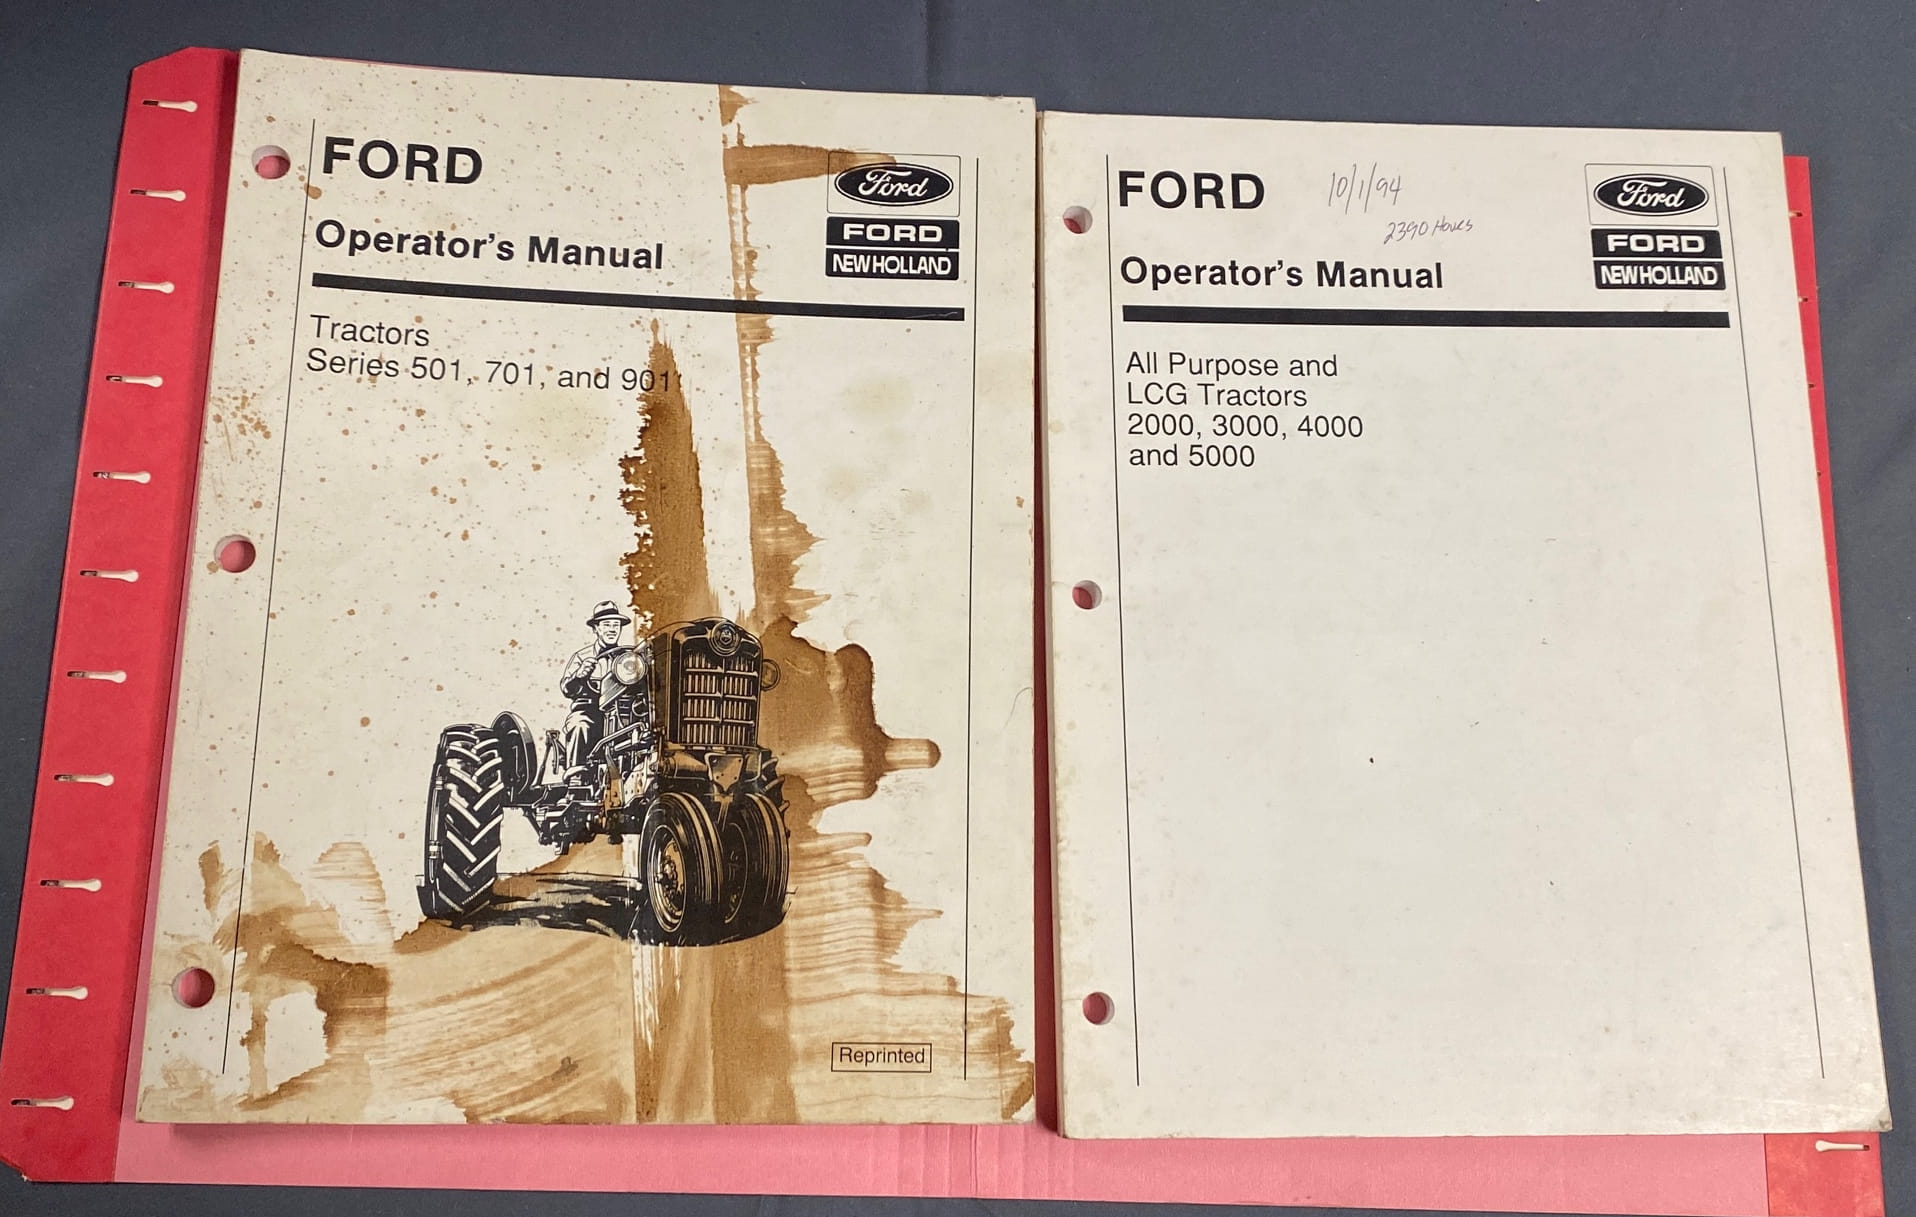 FORD
Operator's Manual
Ford
FORD
NEW HOLLAND
Tractors
Series 501, 701, and 901
Reprinted
FORD
10/1/94
2390 Hours
Operator's Manual
Ford
FORD
NEW HOLLAND
All Purpose and
LCG Tractors
2000, 3000, 4000
and 5000